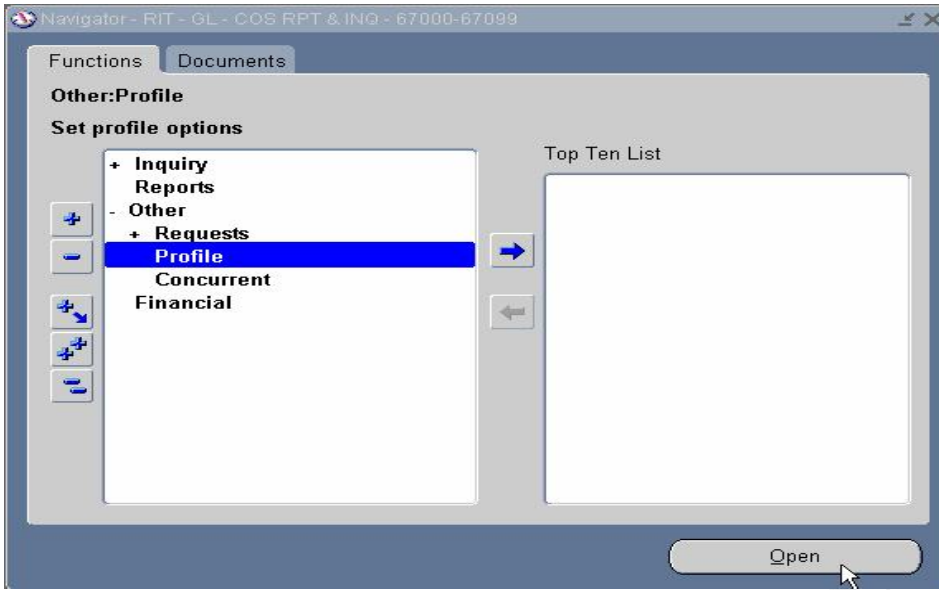 Navigator - RIT - GL - COS RPT & INQ - 67000-67099
Functions Documents
Other:Profile
Set profile options
Top Ten List
+ Inquiry
Reports
- Other
+ Requests
Profile
Concurrent
Financial
Open